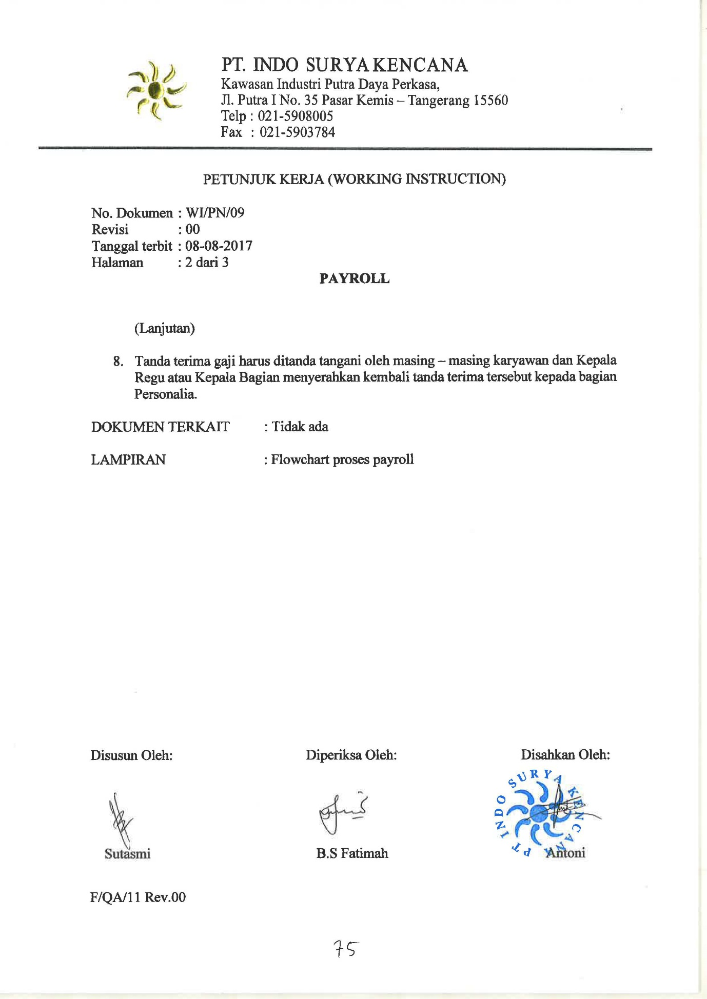 PT. INDO SURYA KENCANA
Kawasan Industri Putra Daya Perkasa,
Jl. Putra I No. 35 Pasar Kemis – Tangerang 15560
Telp : 021-5908005
Fax : 021-5903784
PETUNJUK KERJA (WORKING INSTRUCTION)
No. Dokumen : WI/PN/09
Revisi : 00
Tanggal terbit : 08-08-2017
Halaman : 2 dari 3
PAYROLL
(Lanjutan)
8. Tanda terima gaji harus ditanda tangani oleh masing – masing karyawan dan Kepala
Regu atau Kepala Bagian menyerahkan kembali tanda terima tersebut kepada bagian
Personalia.
DOKUMEN TERKAIT : Tidak ada
LAMPIRAN : Flowchart proses payroll
Disusun Oleh: Diperiksa Oleh: Disahkan Oleh:
PT INDO SURYA KENCANA
Sutasmi B.S Fatimah Antoni
F/QA/11 Rev.00
75